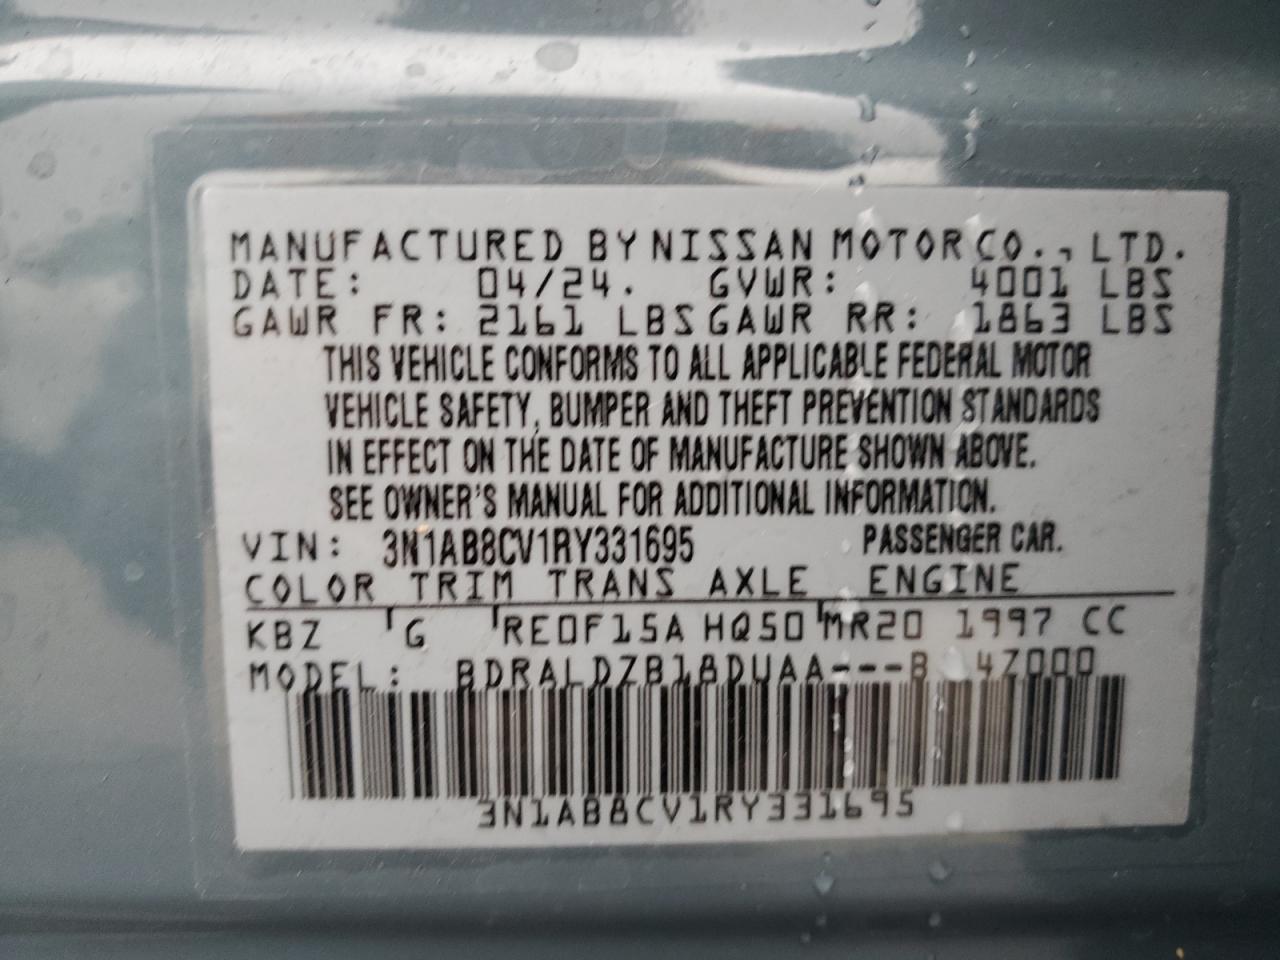 MANUFACTURED BY NISSAN MOTOR CO., LTD.
DATE: 04/24. GVWR: 4001 LBS
GAWR FR: 2161 LBS GAWR RR: 1863 LBS
THIS VEHICLE CONFORMS TO ALL APPLICABLE FEDERAL MOTOR
VEHICLE SAFETY, BUMPER AND THEFT PREVENTION STANDARDS
IN EFFECT ON THE DATE OF MANUFACTURE SHOWN ABOVE.
SEE OWNER'S MANUAL FOR ADDITIONAL INFORMATION.
VIN: 3N1AB8CV1RY331695 PASSENGER CAR.
COLOR TRIM TRANS AXLE ENGINE
KBZ G RE0F15A HQ50 MR20 1997 CC
MODEL: BDRALDZB18DUAA---B 4Z000
3N1AB8CV1RY331695